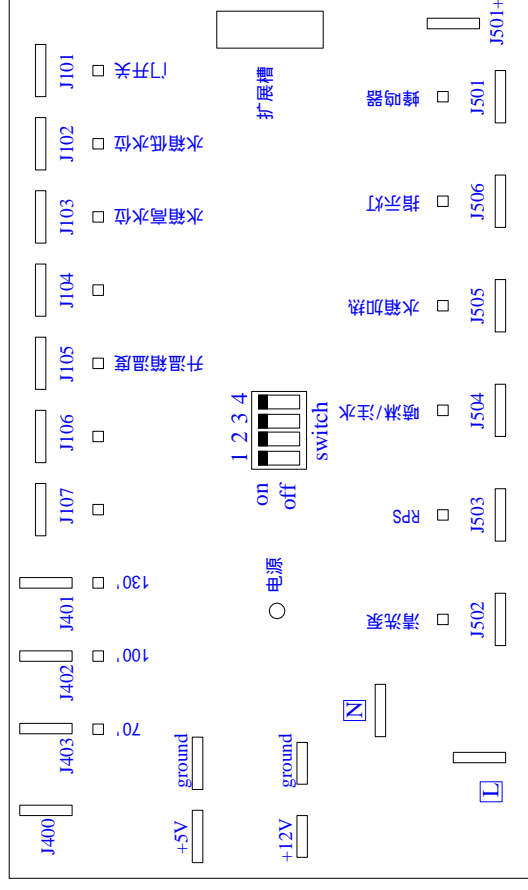 J501+
J101
门开关
扩展槽
蜂鸣器
J501
J102
水箱低水位
J103
水箱高水位
指示灯
J506
J104
水箱加热
J505
J105
升温箱温度
1 2 3 4
on
off
switch
喷淋/注水
J504
J106
J107
RPS
J503
J401
130'
电源
清洗泵
J502
J402
100'
J403
70'
ground
ground
N
J400
+5V
+12V
L